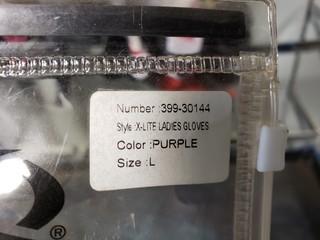 Number :399-30144
Style :X-LITE LADIES GLOVES
Color :PURPLE
Size :L
®